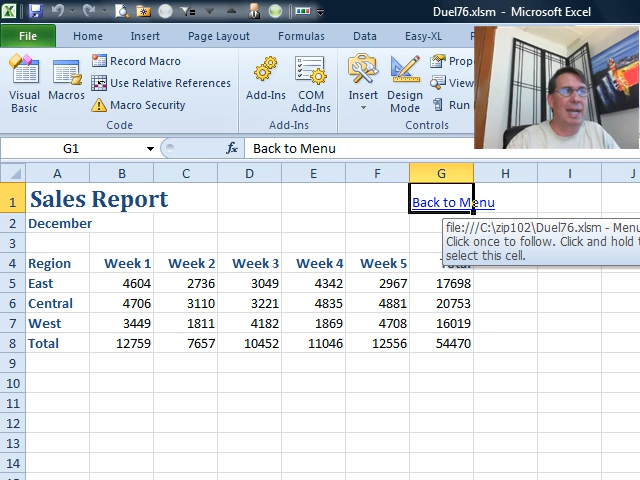 Duel76.xlsm - Microsoft Excel
File Home Insert Page Layout Formulas Data Easy-XL
Visual Basic
Macros
Record Macro
Use Relative References
Macro Security
Code
Add-Ins
COM Add-Ins
Add-Ins
Insert
Design Mode
View
Run
Controls
G1 fx Back to Menu
A B C D E F G H I J
1 Sales Report Back to Menu
2 December
file:///C:\zip102\Duel76.xlsm - Menu
Click once to follow. Click and hold
select this cell.
3
4 Region Week 1 Week 2 Week 3 Week 4 Week 5
5 East 4604 2736 3049 4342 2967 17698
6 Central 4706 3110 3221 4835 4881 20753
7 West 3449 1811 4182 1869 4708 16019
8 Total 12759 7657 10452 11046 12556 54470
9
10
11
12
13
14